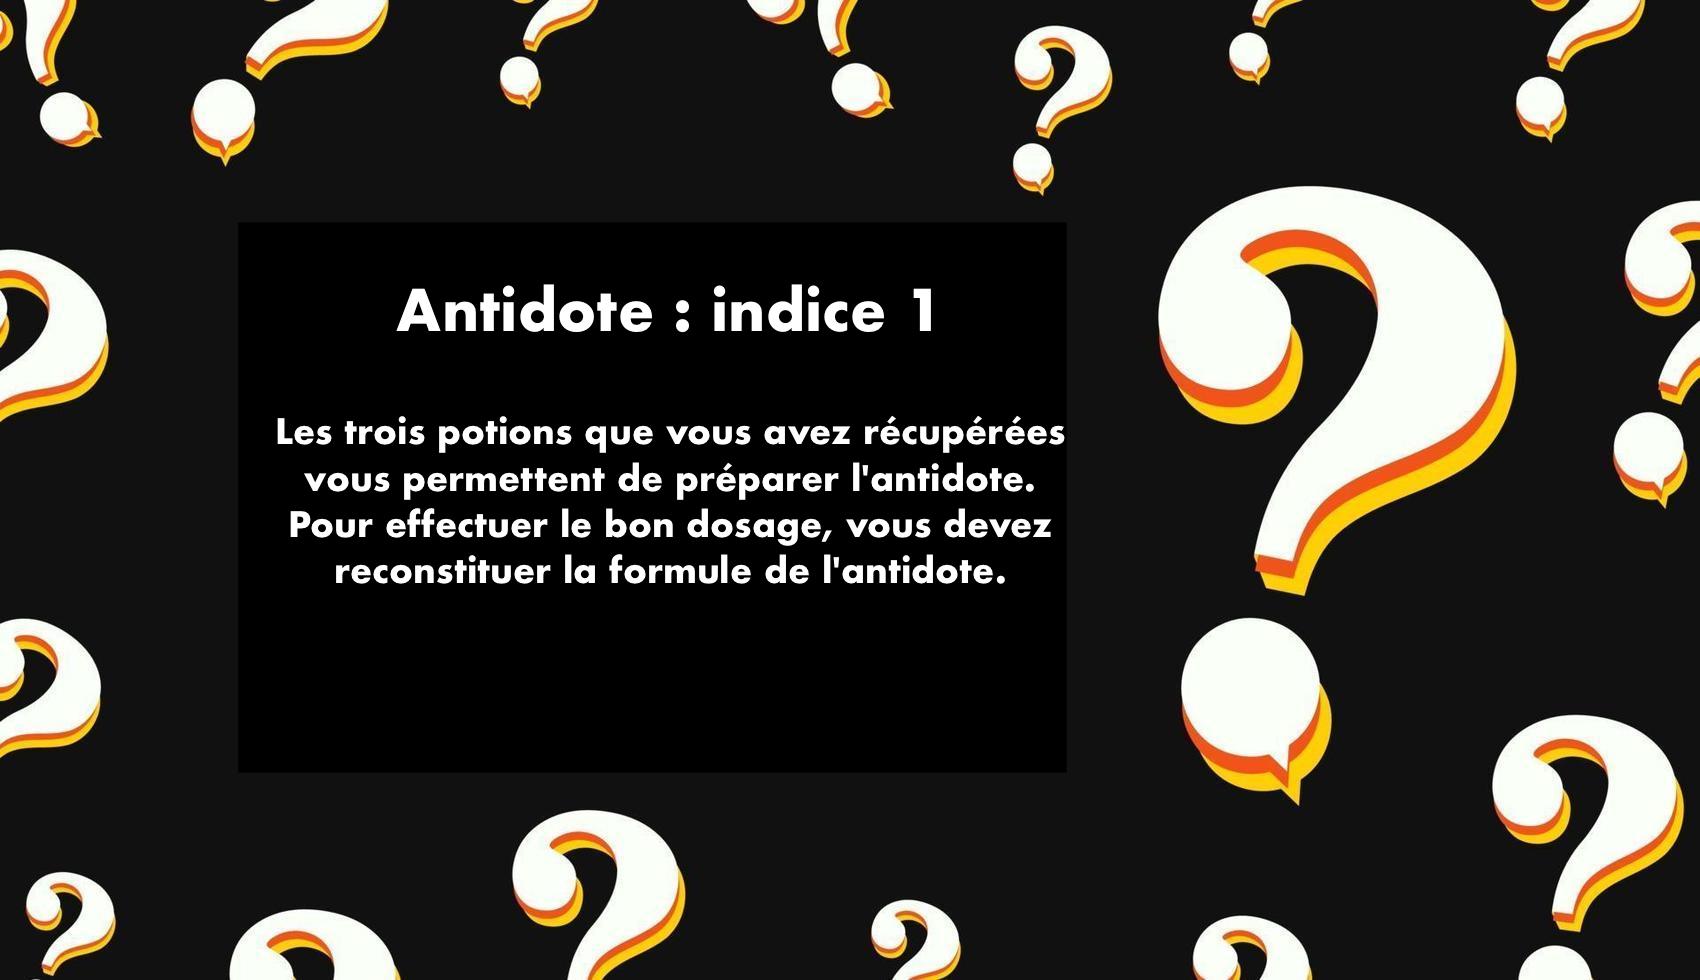 Antidote : indice 1
Les trois potions que vous avez récupérées
vous permettent de préparer l'antidote.
Pour effectuer le bon dosage, vous devez
reconstituer la formule de l'antidote.